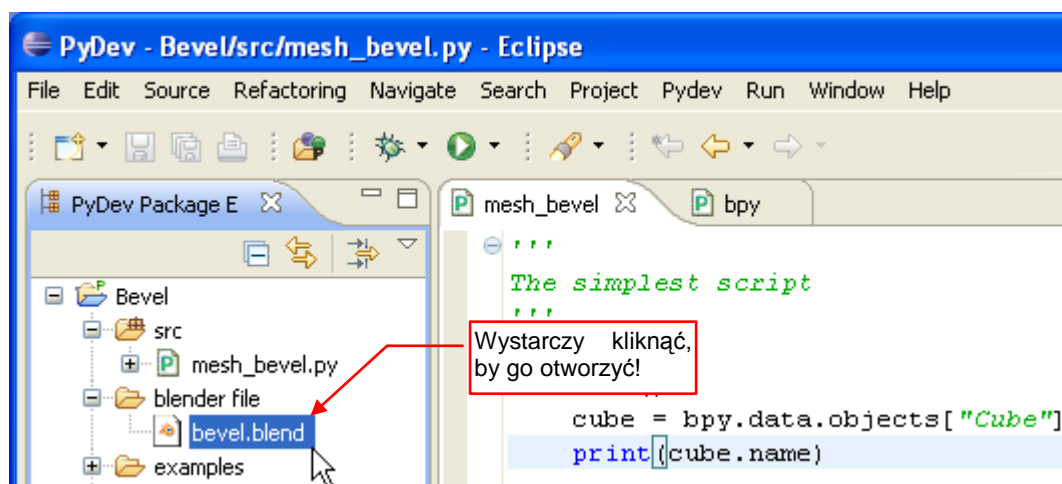 PyDev - Bevel/src/mesh_bevel.py - Eclipse
File Edit Source Refactoring Navigate Search Project Pydev Run Window Help
PyDev Package E
mesh_bevel
bpy
Bevel
src
mesh_bevel.py
blender file
bevel.blend
examples
'''
The simplest script
'''
Wystarczy kliknąć,
by go otworzyć!
cube = bpy.data.objects["Cube"]
print(cube.name)